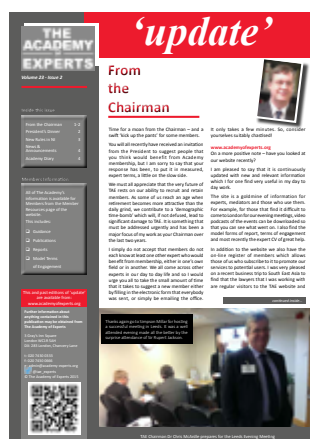 THE
ACADEMY
OF
EXPERTS
Volume 20 - Issue 2
'update'
Inside this issue
From the Chairman 1-2
President's Dinner 2
New Rules in NI 3
News &
Announcements 4
Academy Diary 4
Members Information
All of The Academy's
information is available for
Members from the Member
Resources page of the
website.
This includes:
Guidance
Publications
Reports
Model Terms
of Engagement
This and past editions of 'update'
are available from:
www.academyofexperts.org
Further information about
anything contained in this
publication may be obtained from
The Academy of Experts
3 Gray's Inn Square
London WC1R 5AH
© The Academy of Experts 2015
From
the
Chairman
Time for a moan from the Chairman – and a
swift 'kick up the pants' for some members.
You will all recently have received an invitation
from the President to suggest people that
you think would benefit from Academy
membership, but I am sorry to say that your
response has been, to put it in measured,
expert terms, a little on the slow side.
We must all appreciate that the very future of
TAE rests on our ability to recruit and retain
members. As some of us reach an age when
retirement becomes more attractive than the
daily grind, we contribute to a 'demographic
time-bomb' which will, if not defused, lead to
significant damage to TAE. It is something that
must be addressed urgently and has been a
major focus of my work as your Chairman over
the last two years.
I simply do not accept that members do not
each know at least one other expert who would
benefit from membership, either in one's own
field or in another. We all come across other
experts in our day to day life and so I would
urge you all to take the small amount of time
that it takes to suggest a new member either
by filling in the electronic form that everybody
was sent, or simply be emailing the office.
It only takes a few minutes. So, consider
yourselves suitably chastised!
www.academyofexperts.org
On a more positive note – have you looked at
our website recently?
I am pleased to say that it is continuously
updated with new and relevant information
which I for one find very useful in my day to
day work.
The site is a goldmine of information for
experts, mediators and those who use them.
For example, for those that find it difficult to
come to London for our evening meetings, video
podcasts of the events can be downloaded so
that you can see what went on. I also find the
model forms of report, terms of engagement
and most recently the expert CV of great help.
In addition to the website we also have the
on-line register of members which allows
those of us who subscribe to it to promote our
services to potential users. I was very pleased
on a recent business trip to South East Asia to
find that the lawyers that I was working with
are regular visitors to the TAE website and
continued inside...
Thanks again go to Simpson Millar for hosting
a successful meeting in Leeds. It was a well
attended evening made all the better by the
surprise attendance of Sir Rupert Jackson.
TAE Chairman Dr Chris McArdle prepares for the Leeds Evening Meeting